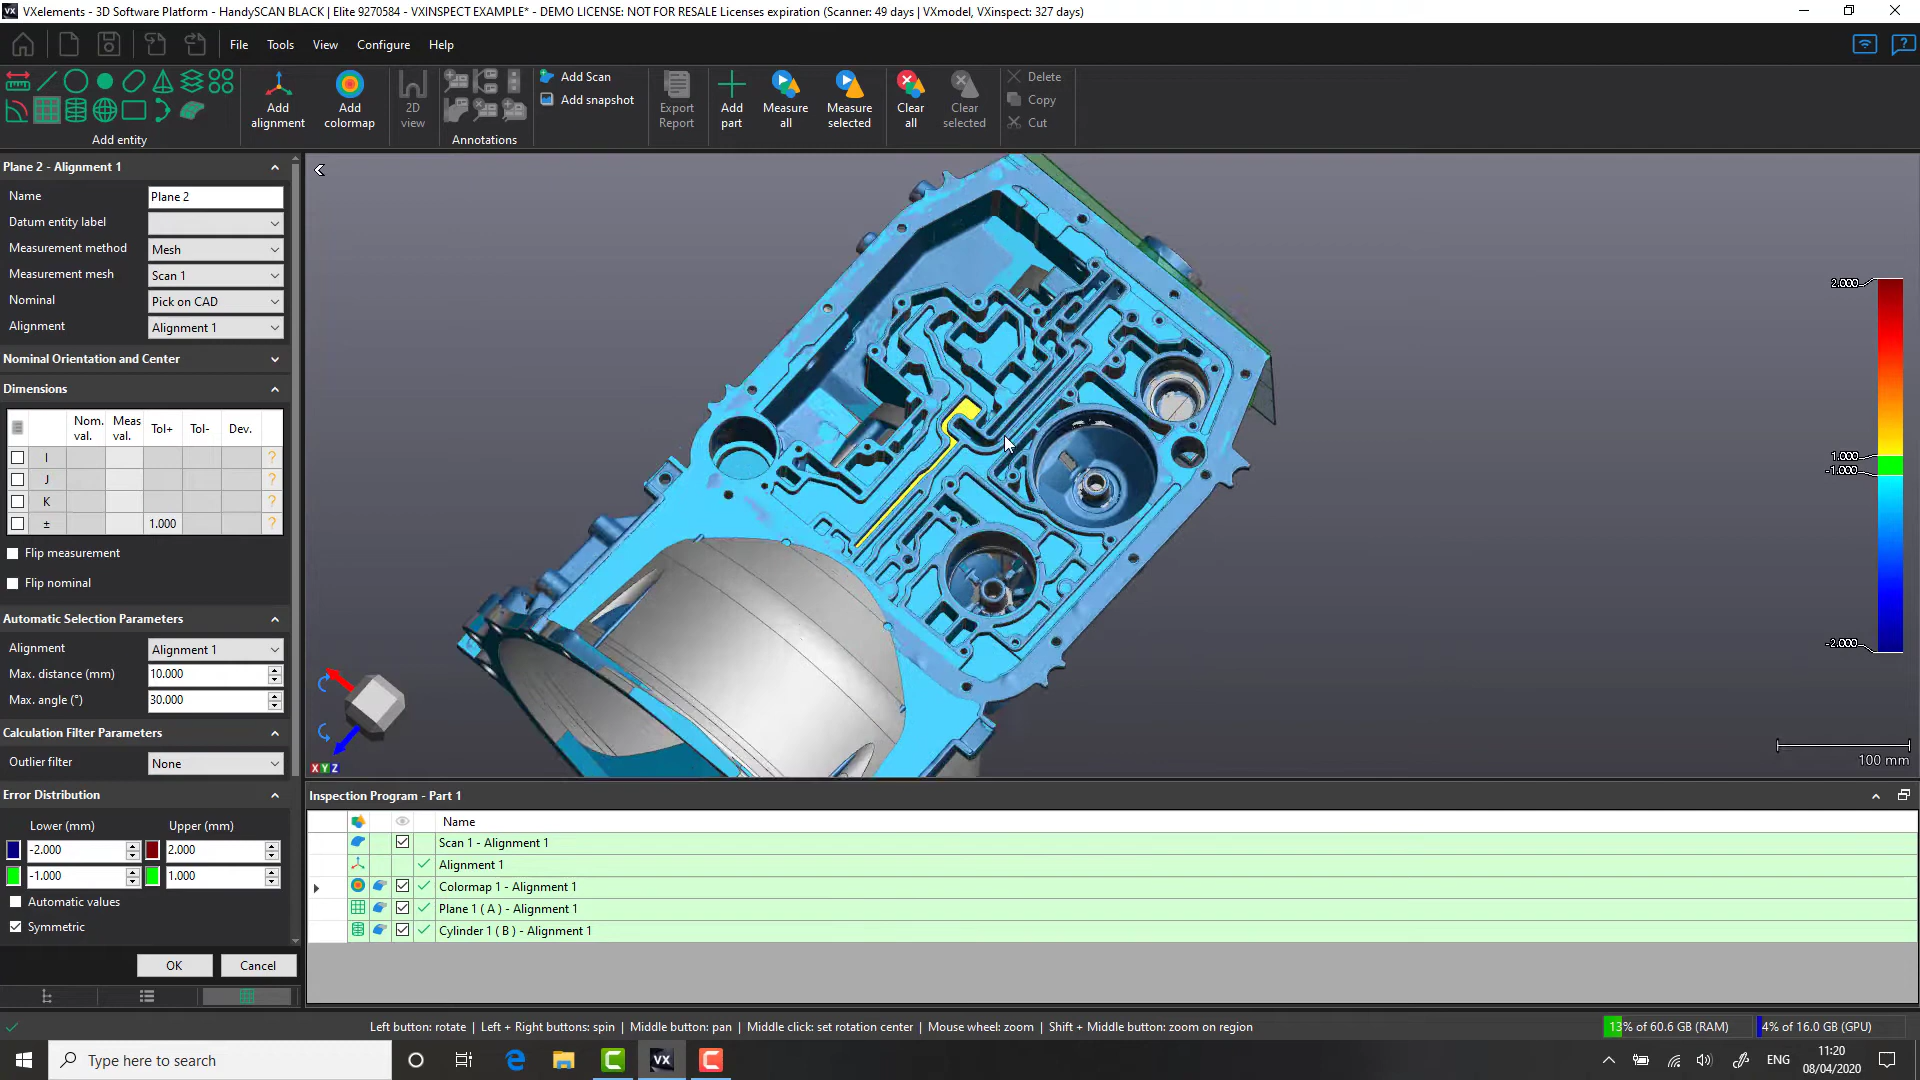 VX VXelements - 3D Software Platform - HandySCAN BLACK | Elite 9270584 - VXINSPECT EXAMPLE* - DEMO LICENSE: NOT FOR RESALE Licenses expiration (Scanner: 49 days | VXmodel, VXinspect: 327 days)
File Tools View Configure Help
Add alignment
Add colormap
2D view
Add Scan
Add snapshot
Export Report
Add part
Measure all
Measure selected
Clear all
Clear selected
Delete
Copy
Cut
Add entity
Annotations
Plane 2 - Alignment 1
Name Plane 2
Datum entity label
Measurement method Mesh
Measurement mesh Scan 1
Nominal Pick on CAD
Alignment Alignment 1
Nominal Orientation and Center
Dimensions
Nom. val. Meas val. Tol+ Tol- Dev.
I ?
J ?
K ?
± 1.000 ?
Flip measurement
Flip nominal
Automatic Selection Parameters
Alignment Alignment 1
Max. distance (mm) 10.000
Max. angle (°) 30.000
Calculation Filter Parameters
Outlier filter None
Error Distribution
Lower (mm) Upper (mm)
-2.000 2.000
-1.000 1.000
Automatic values
Symmetric
OK Cancel
2.000
1.000
-1.000
-2.000
100 mm
X Y Z
Inspection Program - Part 1
Name
Scan 1 - Alignment 1
Alignment 1
Colormap 1 - Alignment 1
Plane 1 ( A ) - Alignment 1
Cylinder 1 ( B ) - Alignment 1
Left button: rotate | Left + Right buttons: spin | Middle button: pan | Middle click: set rotation center | Mouse wheel: zoom | Shift + Middle button: zoom on region
13% of 60.6 GB (RAM) 4% of 16.0 GB (GPU)
Type here to search
VX
ENG
11:20
08/04/2020